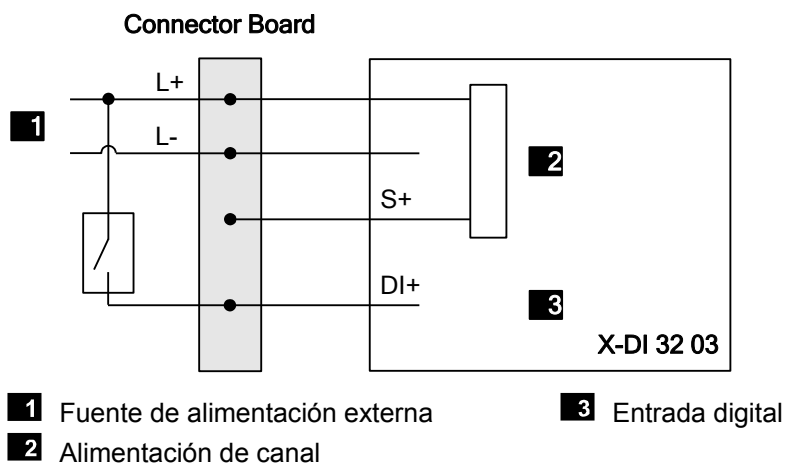 Connector Board
L+
1
L-
2
S+
DI+
3
X-DI 32 03
1 Fuente de alimentación externa
3 Entrada digital
2 Alimentación de canal